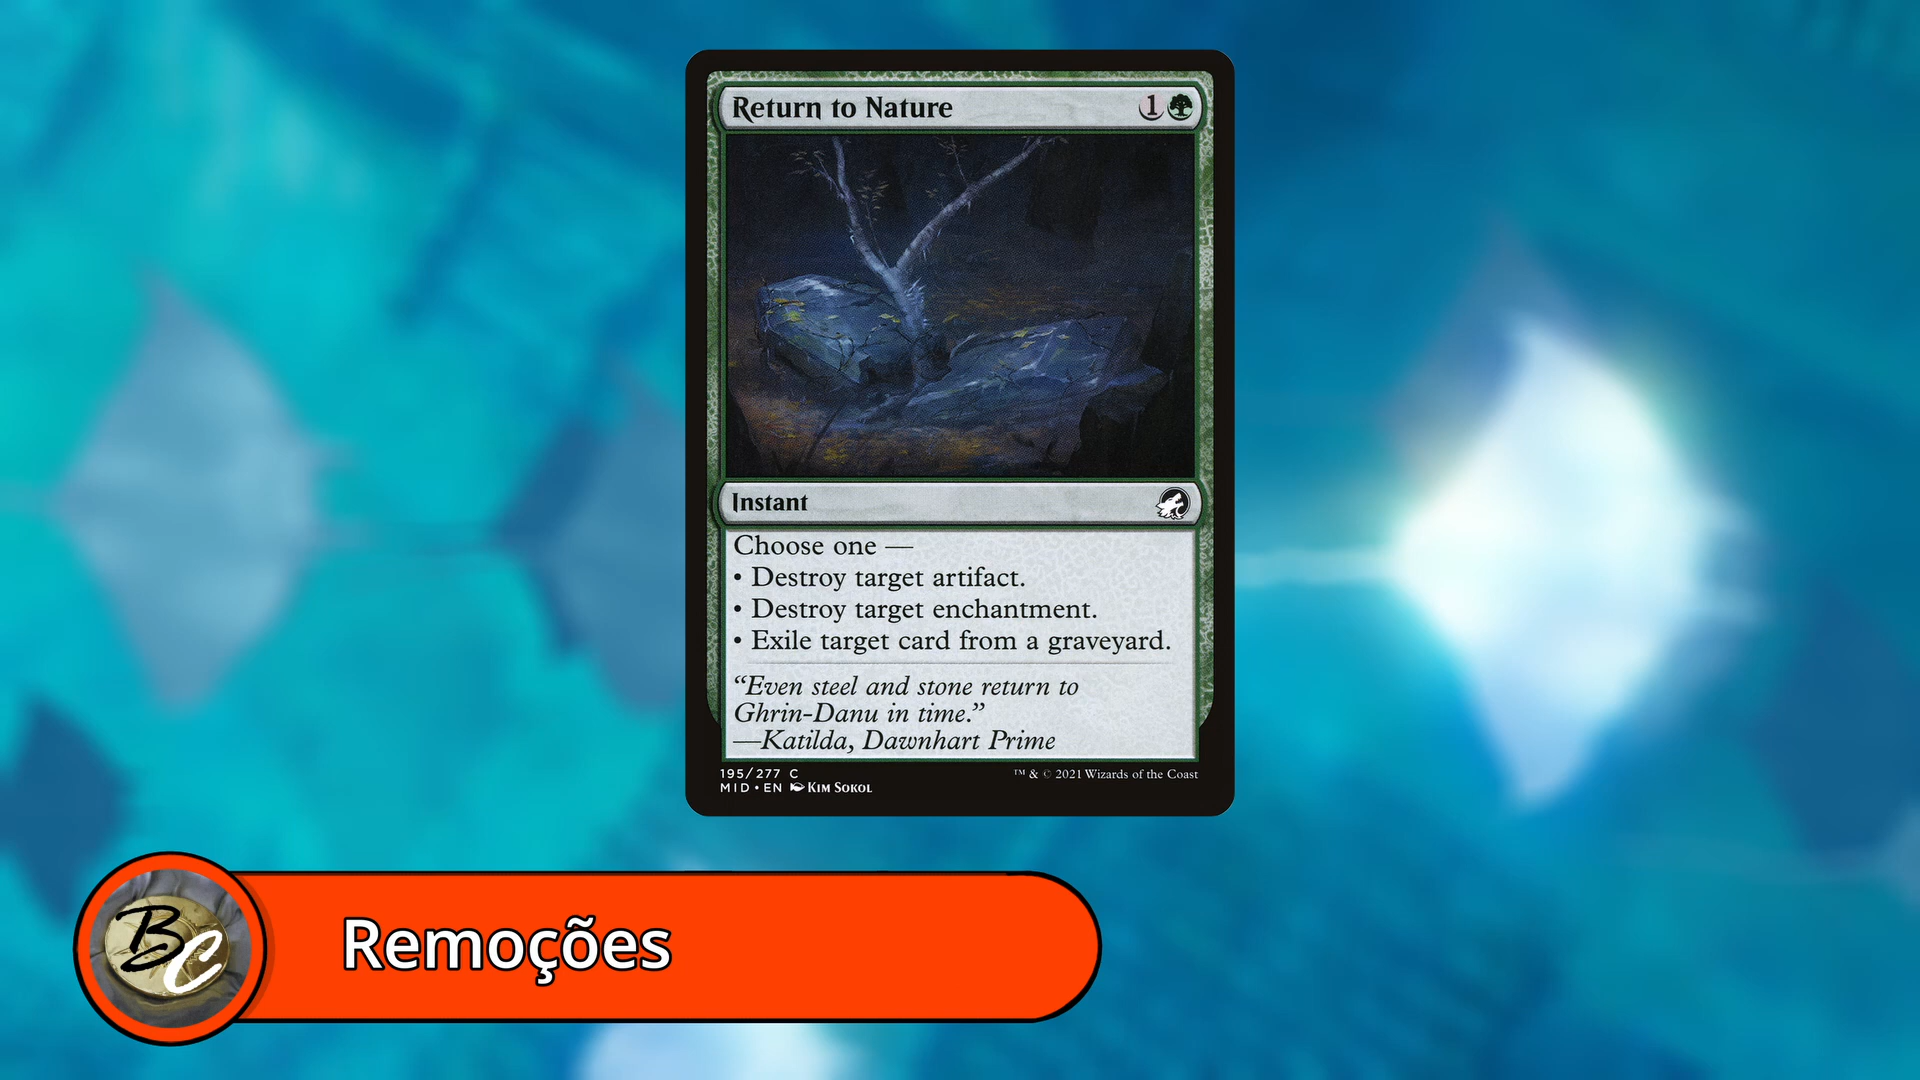 Return to Nature 1
Instant
Choose one —
• Destroy target artifact.
• Destroy target enchantment.
• Exile target card from a graveyard.
“Even steel and stone return to
Ghrin-Danu in time.”
—Katilda, Dawnhart Prime
195/277 C
™ & © 2021 Wizards of the Coast
MID • EN Kim Sokol
BC
Remoções